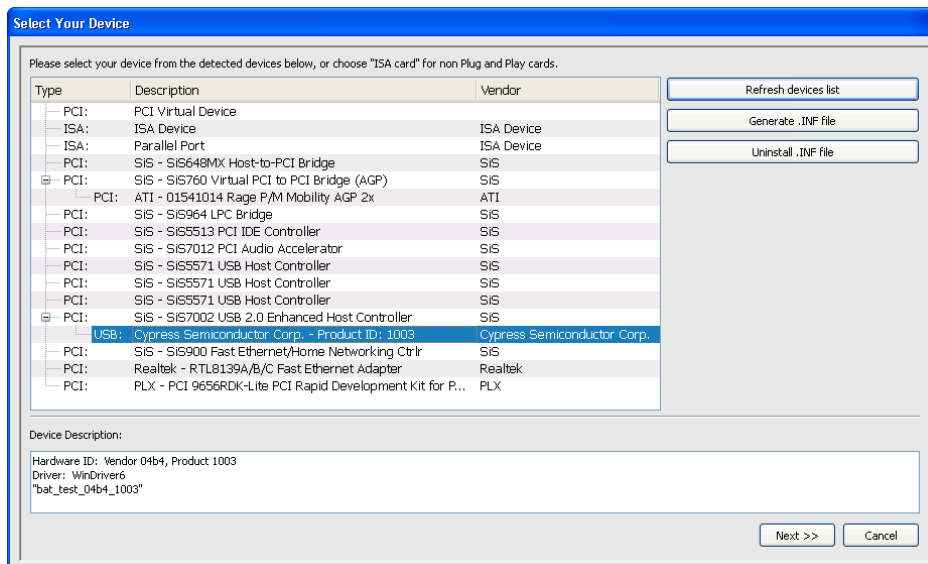 Select Your Device
Please select your device from the detected devices below, or choose "ISA card" for non Plug and Play cards.
Type Description Vendor
PCI: PCI Virtual Device
ISA: ISA Device ISA Device
ISA: Parallel Port ISA Device
PCI: SiS - SiS648MX Host-to-PCI Bridge SiS
PCI: SiS - SiS760 Virtual PCI to PCI Bridge (AGP) SiS
PCI: ATI - 01541014 Rage P/M Mobility AGP 2x ATI
PCI: SiS - SiS964 LPC Bridge SiS
PCI: SiS - SiS5513 PCI IDE Controller SiS
PCI: SiS - SiS7012 PCI Audio Accelerator SiS
PCI: SiS - SiS5571 USB Host Controller SiS
PCI: SiS - SiS5571 USB Host Controller SiS
PCI: SiS - SiS5571 USB Host Controller SiS
PCI: SiS - SiS7002 USB 2.0 Enhanced Host Controller SiS
USB: Cypress Semiconductor Corp. - Product ID: 1003 Cypress Semiconductor Corp.
PCI: SiS - SiS900 Fast Ethernet/Home Networking Ctrlr SiS
PCI: Realtek - RTL8139A/B/C Fast Ethernet Adapter Realtek
PCI: PLX - PCI 9656RDK-Lite PCI Rapid Development Kit for P... PLX
Refresh devices list
Generate .INF file
Uninstall .INF file
Device Description:
Hardware ID: Vendor 04b4, Product 1003
Driver: WinDriver6
"bat_test_04b4_1003"
Next >> Cancel